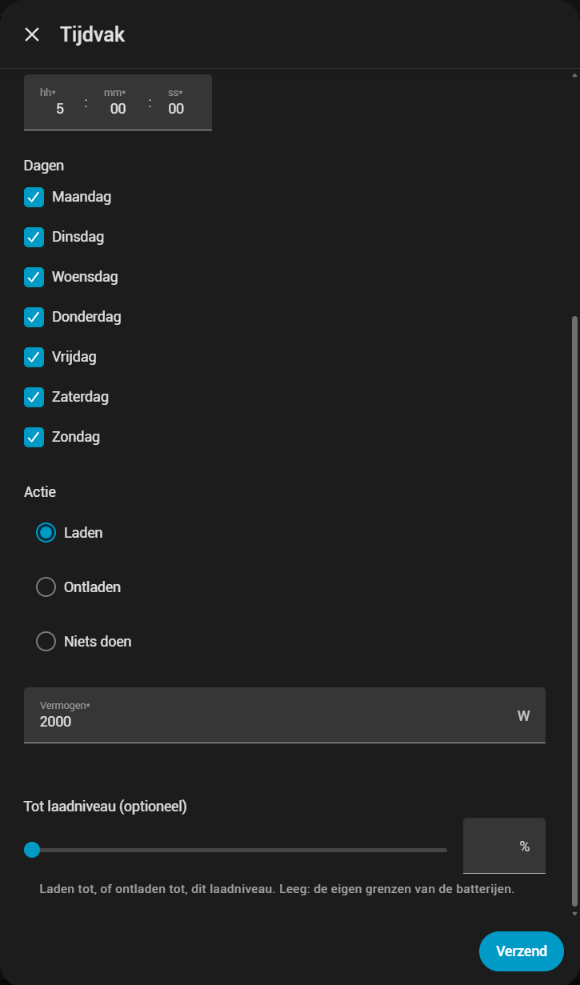 Tijdvak
hh* mm* ss*
5 : 00 : 00
Dagen
Maandag
Dinsdag
Woensdag
Donderdag
Vrijdag
Zaterdag
Zondag
Actie
Laden
Ontladen
Niets doen
Vermogen*
2000 W
Tot laadniveau (optioneel)
%
Laden tot, of ontladen tot, dit laadniveau. Leeg: de eigen grenzen van de batterijen.
Verzend